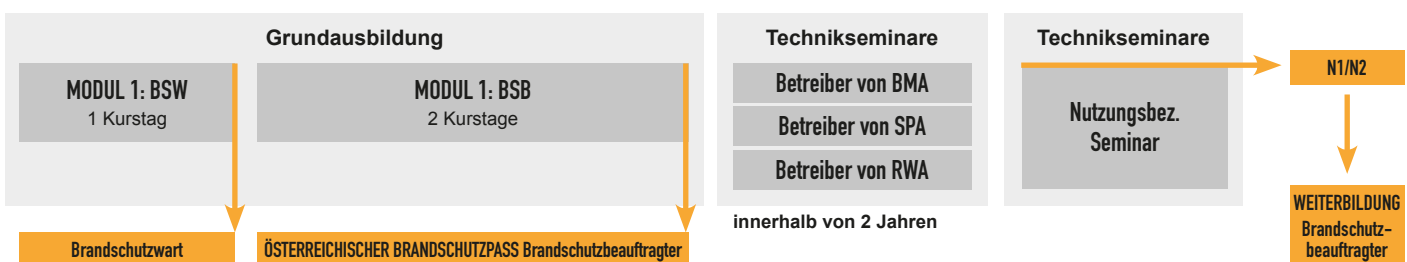 Grundausbildung
MODUL 1: BSW
1 Kurstag
MODUL 1: BSB
2 Kurstage
Brandschutzwart
ÖSTERREICHISCHER BRANDSCHUTZPASS Brandschutzbeauftragter
Technikseminare
Betreiber von BMA
Betreiber von SPA
Betreiber von RWA
innerhalb von 2 Jahren
Technikseminare
Nutzungsbez.
Seminar
N1/N2
WEITERBILDUNG
Brandschutz-
beauftragter